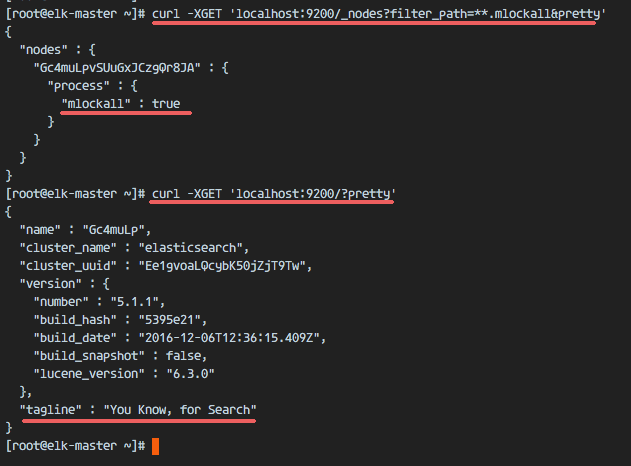 [root@elk-master ~]# curl -XGET 'localhost:9200/_nodes?filter_path=**.mlockall&pretty'
{
  "nodes" : {
    "Gc4muLpvSUuGxJCzgQr8JA" : {
      "process" : {
        "mlockall" : true
      }
    }
  }
}
[root@elk-master ~]# curl -XGET 'localhost:9200/?pretty'
{
  "name" : "Gc4muLp",
  "cluster_name" : "elasticsearch",
  "cluster_uuid" : "Ee1gvoaLQcybK50jZjT9Tw",
  "version" : {
    "number" : "5.1.1",
    "build_hash" : "5395e21",
    "build_date" : "2016-12-06T12:36:15.409Z",
    "build_snapshot" : false,
    "lucene_version" : "6.3.0"
  },
  "tagline" : "You Know, for Search"
}
[root@elk-master ~]#